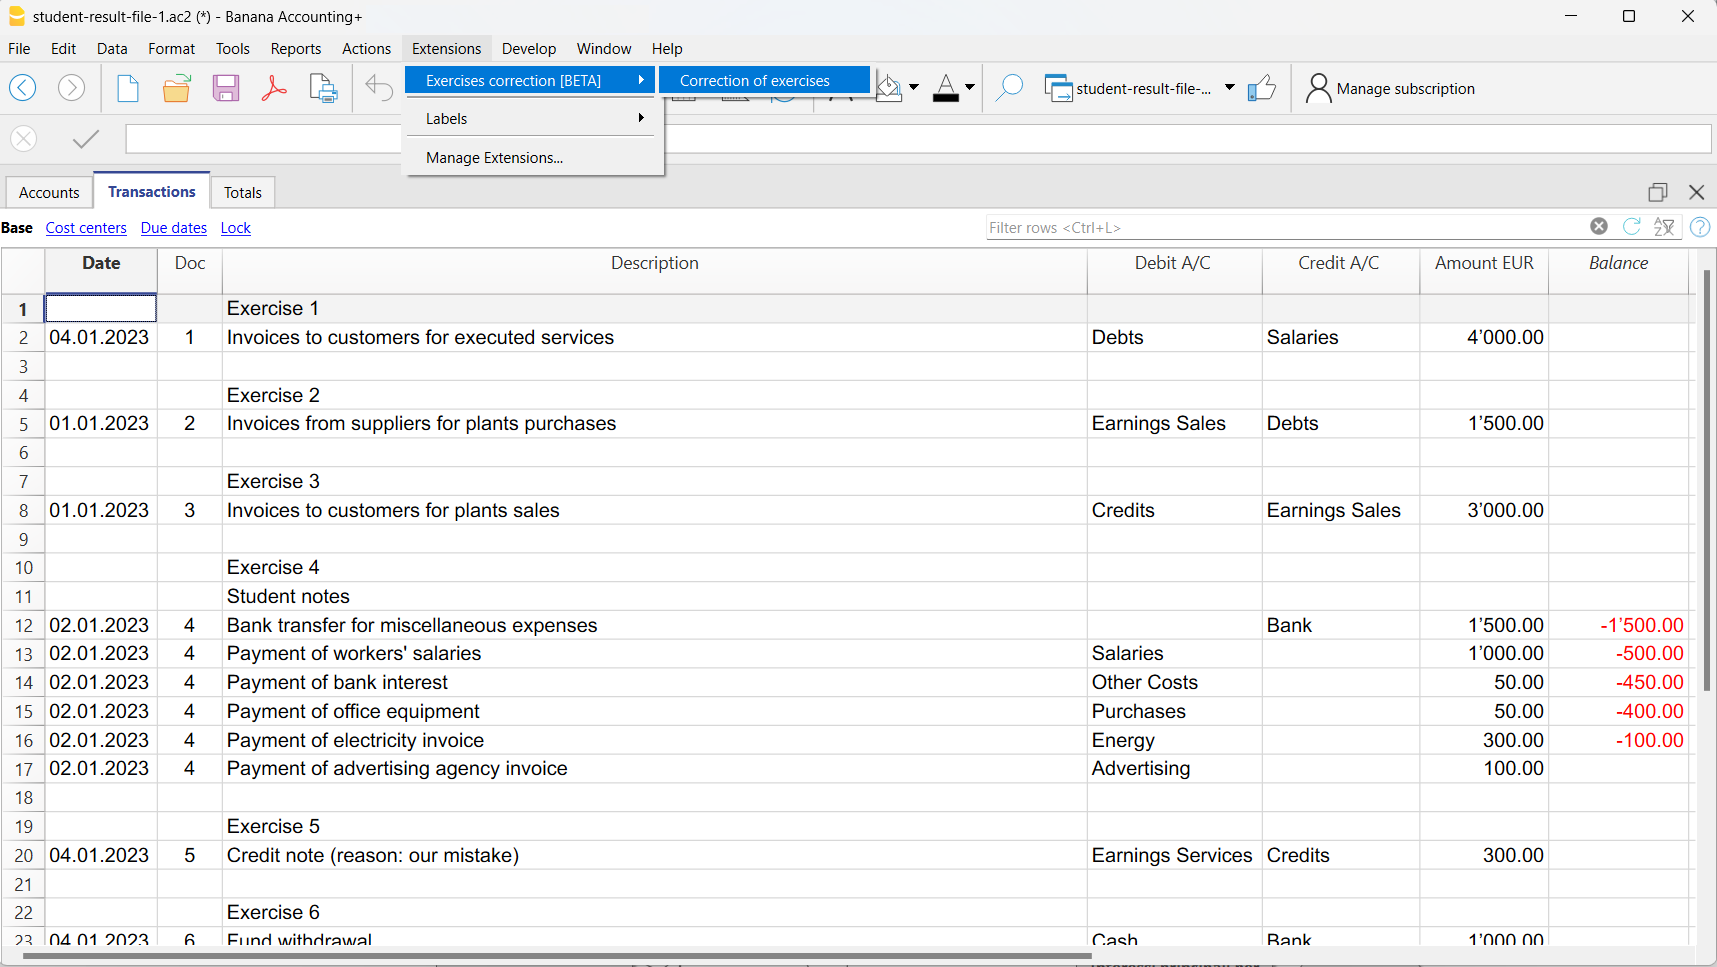 student-result-file-1.ac2 (*) - Banana Accounting+
File Edit Data Format Tools Reports Actions Extensions Develop Window Help
Exercises correction [BETA] Correction of exercises
student-result-file-... Manage subscription
Labels
Manage Extensions...
Accounts Transactions Totals
Base Cost centers Due dates Lock Filter rows <Ctrl+L>
Date Doc Description Debit A/C Credit A/C Amount EUR Balance
1 Exercise 1
2 04.01.2023 1 Invoices to customers for executed services Debts Salaries 4’000.00
3
4 Exercise 2
5 01.01.2023 2 Invoices from suppliers for plants purchases Earnings Sales Debts 1’500.00
6
7 Exercise 3
8 01.01.2023 3 Invoices to customers for plants sales Credits Earnings Sales 3’000.00
9
10 Exercise 4
11 Student notes
12 02.01.2023 4 Bank transfer for miscellaneous expenses Bank 1’500.00 -1’500.00
13 02.01.2023 4 Payment of workers' salaries Salaries 1’000.00 -500.00
14 02.01.2023 4 Payment of bank interest Other Costs 50.00 -450.00
15 02.01.2023 4 Payment of office equipment Purchases 50.00 -400.00
16 02.01.2023 4 Payment of electricity invoice Energy 300.00 -100.00
17 02.01.2023 4 Payment of advertising agency invoice Advertising 100.00
18
19 Exercise 5
20 04.01.2023 5 Credit note (reason: our mistake) Earnings Services Credits 300.00
21
22 Exercise 6
23 04.01.2023 6 Fund withdrawal Cash Bank 1’000.00